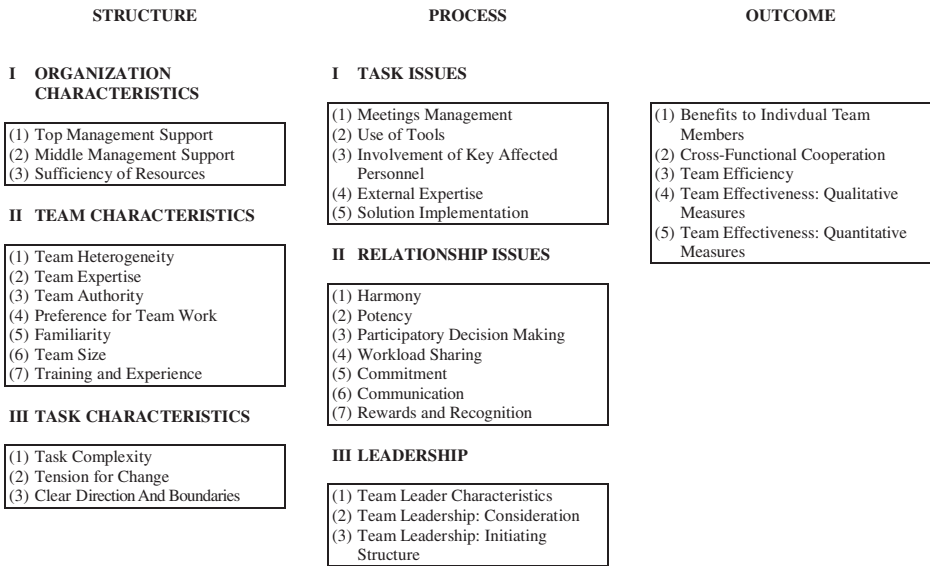 STRUCTURE
I ORGANIZATION
CHARACTERISTICS
(1) Top Management Support
(2) Middle Management Support
(3) Sufficiency of Resources
II TEAM CHARACTERISTICS
(1) Team Heterogeneity
(2) Team Expertise
(3) Team Authority
(4) Preference for Team Work
(5) Familiarity
(6) Team Size
(7) Training and Experience
III TASK CHARACTERISTICS
(1) Task Complexity
(2) Tension for Change
(3) Clear Direction And Boundaries
PROCESS
I TASK ISSUES
(1) Meetings Management
(2) Use of Tools
(3) Involvement of Key Affected
Personnel
(4) External Expertise
(5) Solution Implementation
II RELATIONSHIP ISSUES
(1) Harmony
(2) Potency
(3) Participatory Decision Making
(4) Workload Sharing
(5) Commitment
(6) Communication
(7) Rewards and Recognition
III LEADERSHIP
(1) Team Leader Characteristics
(2) Team Leadership: Consideration
(3) Team Leadership: Initiating
Structure
OUTCOME
(1) Benefits to Indivdual Team
Members
(2) Cross-Functional Cooperation
(3) Team Efficiency
(4) Team Effectiveness: Qualitative
Measures
(5) Team Effectiveness: Quantitative
Measures